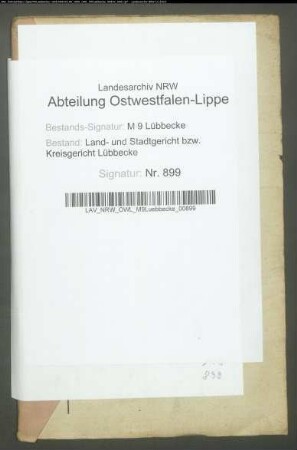 Landesarchiv NRW
Abteilung Ostwestfalen-Lippe
Bestands-Signatur: M 9 Lübbecke
Bestand: Land- und Stadtgericht bzw.
Kreisgericht Lübbecke
Signatur: Nr. 899
LAV_NRW_OWL_M9Luebbecke_00899